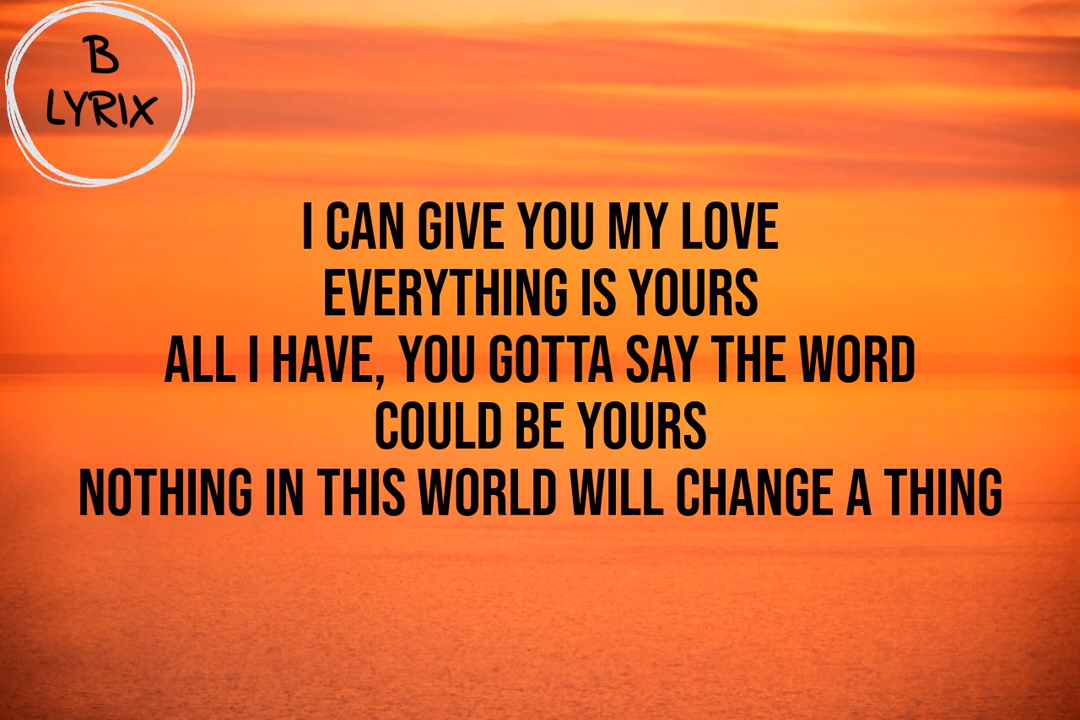 B
LYRIX
I CAN GIVE YOU MY LOVE
EVERYTHING IS YOURS
ALL I HAVE, YOU GOTTA SAY THE WORD
COULD BE YOURS
NOTHING IN THIS WORLD WILL CHANGE A THING